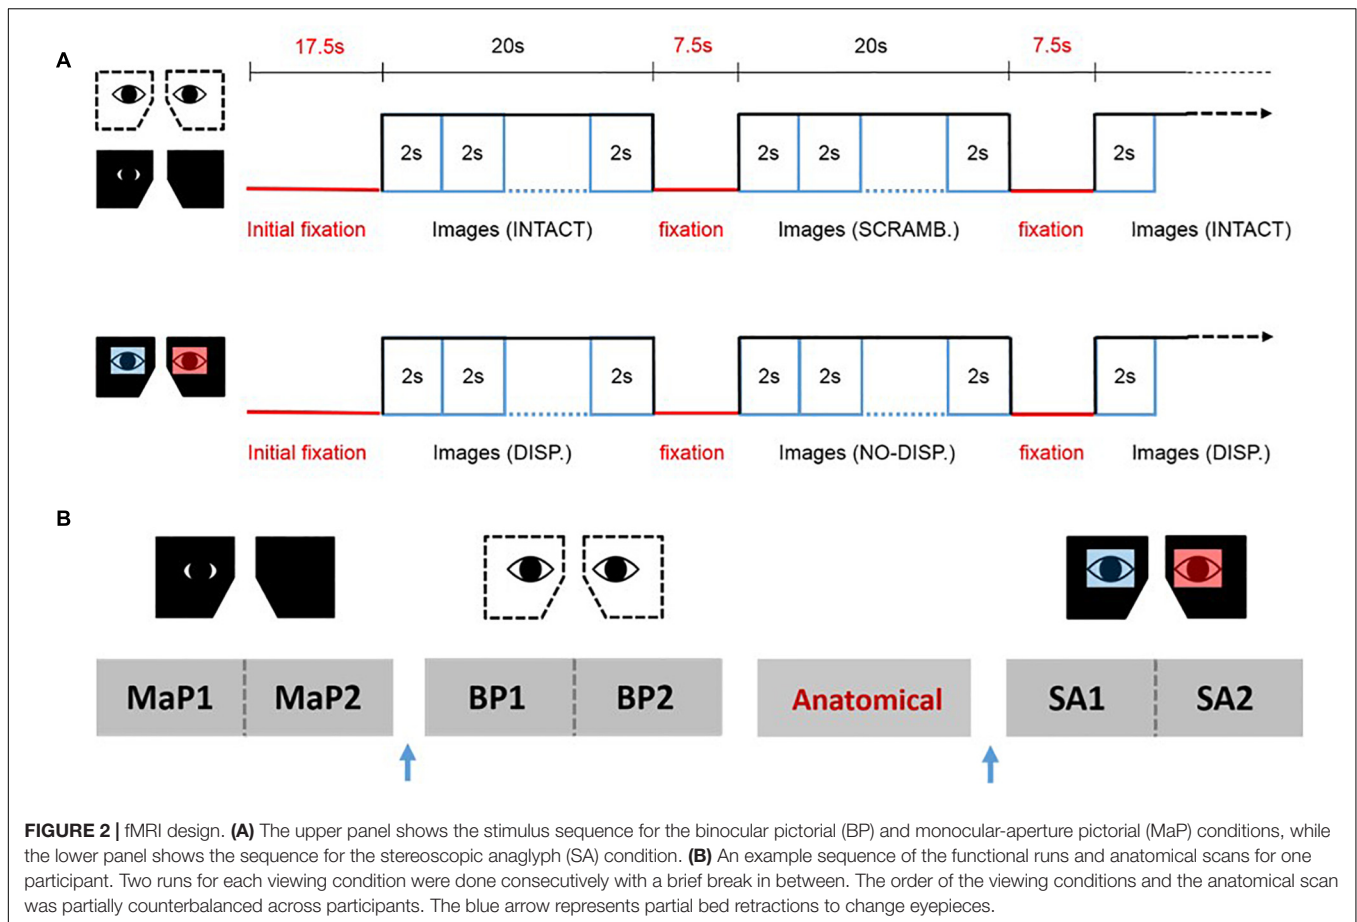 A
17.5s 20s 7.5s 20s 7.5s
2s 2s 2s 2s 2s 2s 2s
Initial fixation Images (INTACT) fixation Images (SCRAMB.) fixation Images (INTACT)
2s 2s 2s 2s 2s 2s 2s
Initial fixation Images (DISP.) fixation Images (NO-DISP.) fixation Images (DISP.)
B
MaP1 MaP2 BP1 BP2 Anatomical SA1 SA2
FIGURE 2 | fMRI design. (A) The upper panel shows the stimulus sequence for the binocular pictorial (BP) and monocular-aperture pictorial (MaP) conditions, while
the lower panel shows the sequence for the stereoscopic anaglyph (SA) condition. (B) An example sequence of the functional runs and anatomical scans for one
participant. Two runs for each viewing condition were done consecutively with a brief break in between. The order of the viewing conditions and the anatomical scan
was partially counterbalanced across participants. The blue arrow represents partial bed retractions to change eyepieces.